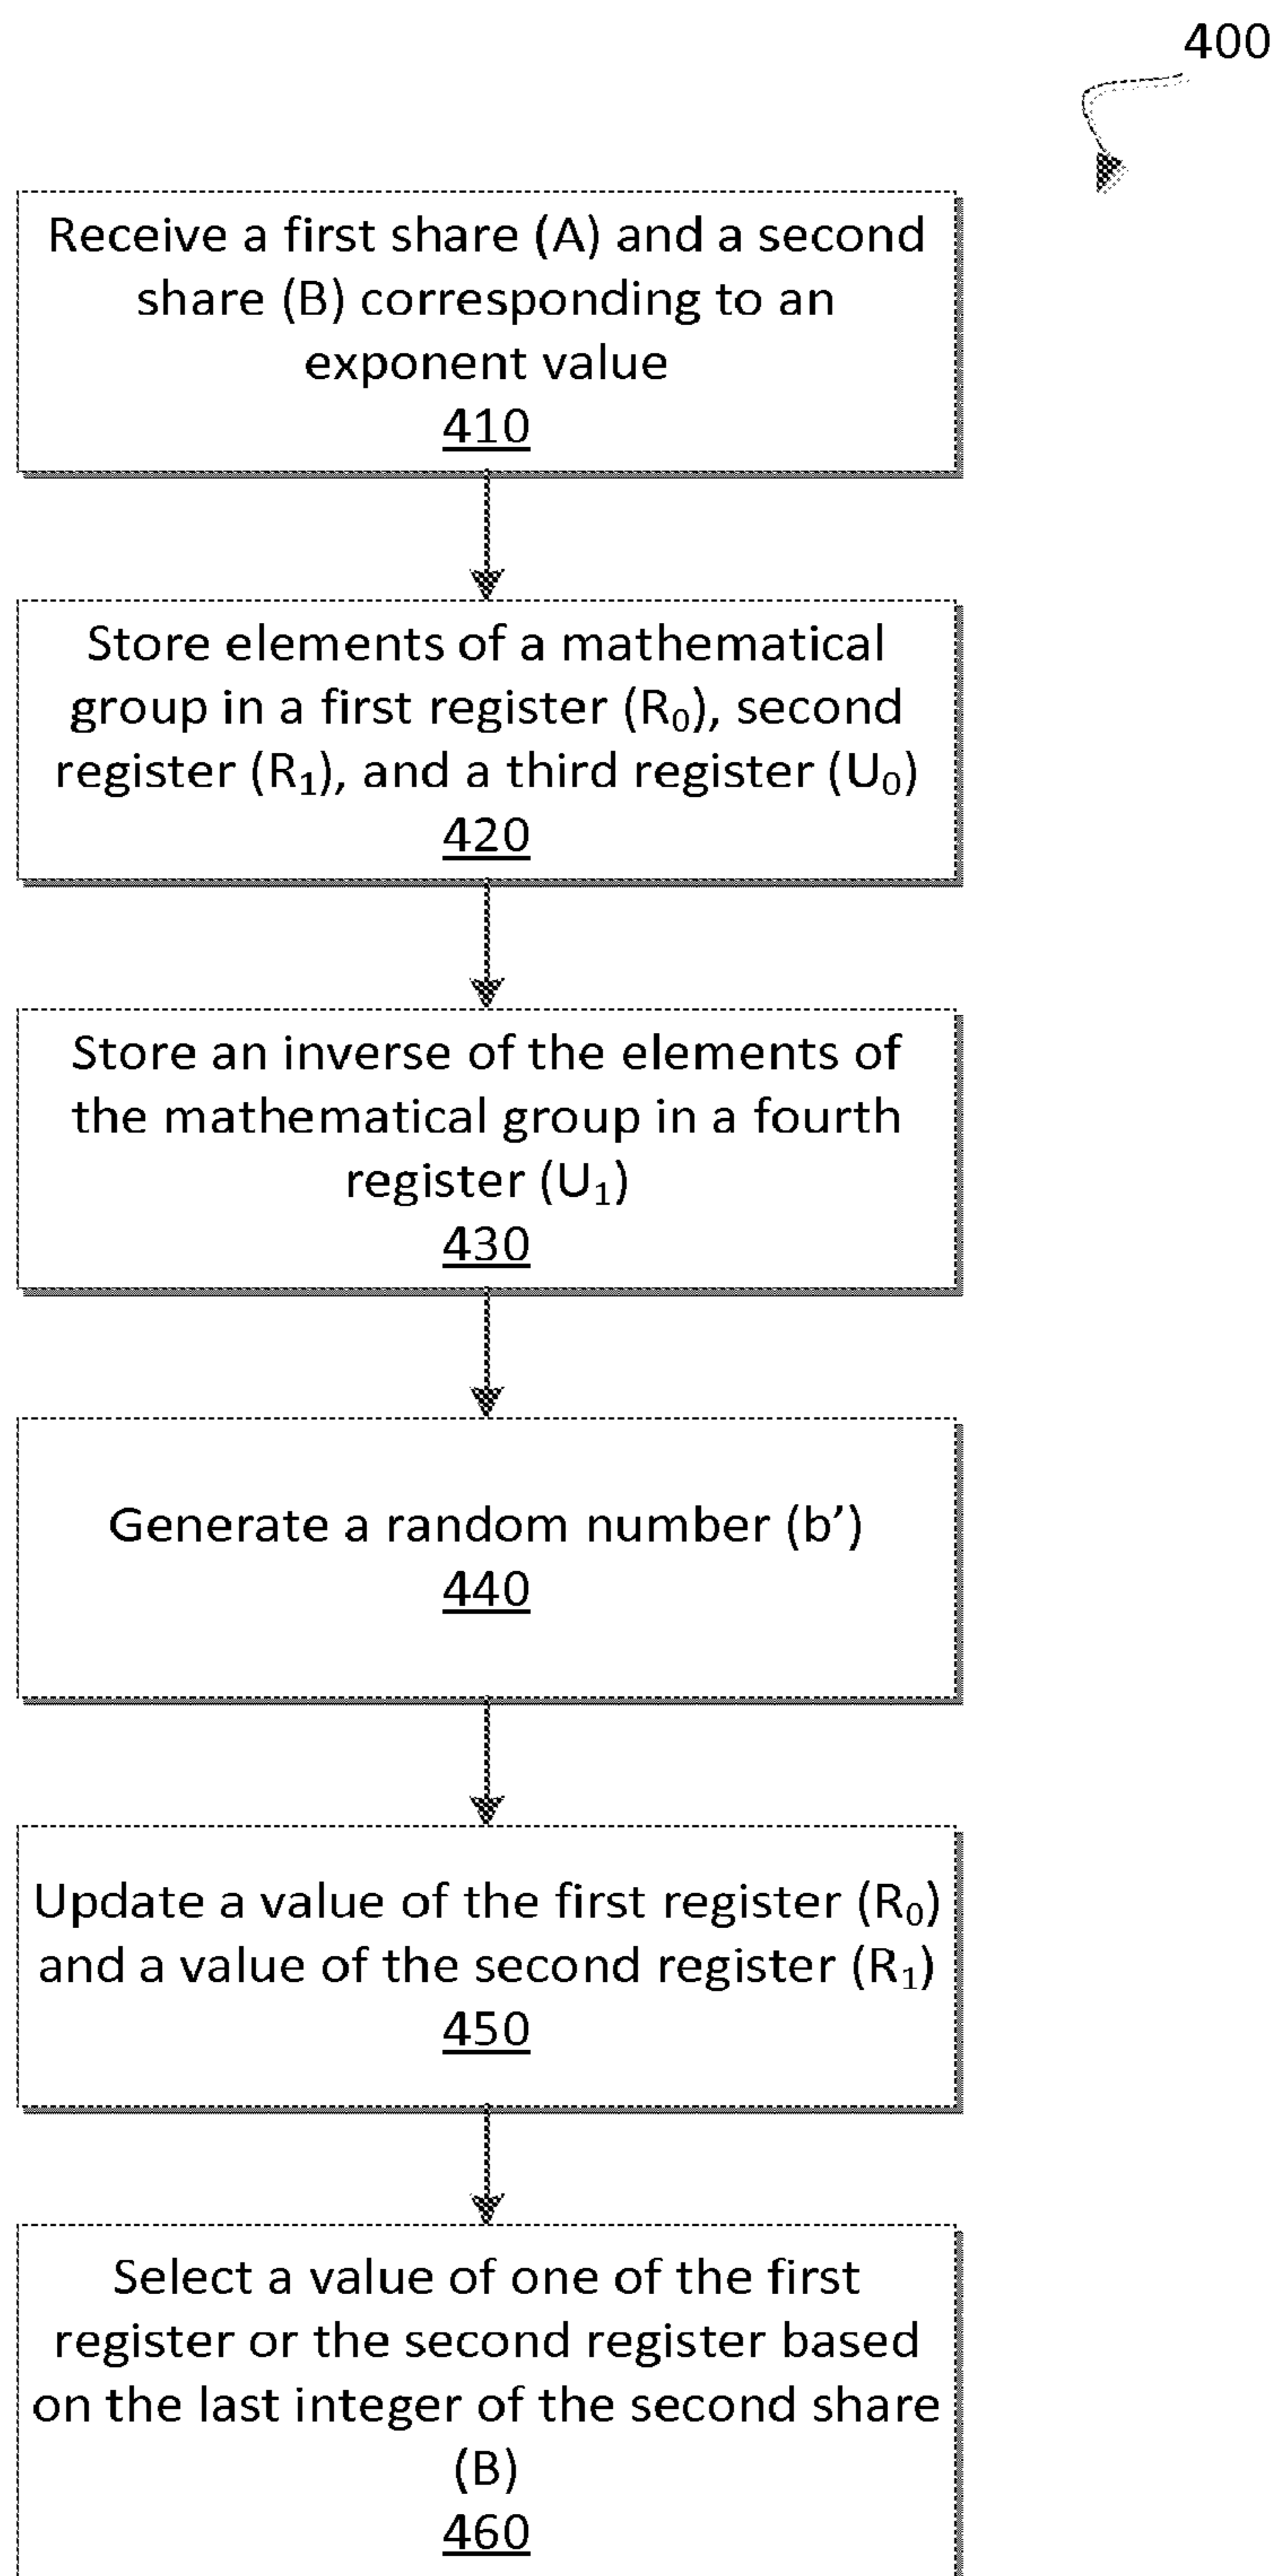 400
Receive a first share (A) and a second
share (B) corresponding to an
exponent value
410
Store elements of a mathematical
group in a first register (R₀), second
register (R₁), and a third register (U₀)
420
Store an inverse of the elements of
the mathematical group in a fourth
register (U₁)
430
Generate a random number (b’)
440
Update a value of the first register (R₀)
and a value of the second register (R₁)
450
Select a value of one of the first
register or the second register based
on the last integer of the second share
(B)
460